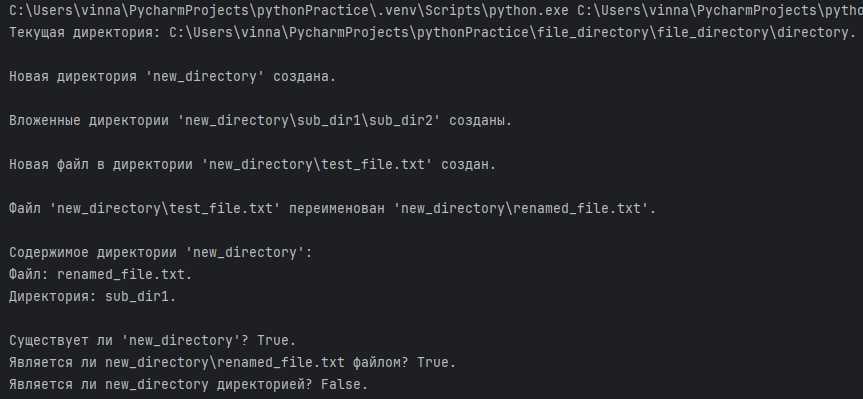 C:\Users\vinna\PycharmProjects\pythonPractice\.venv\Scripts\python.exe C:\Users\vinna\PycharmProjects\pytho
Текущая директория: C:\Users\vinna\PycharmProjects\pythonPractice\file_directory\file_directory\directory.
Новая директория 'new_directory' создана.
Вложенные директории 'new_directory\sub_dir1\sub_dir2' созданы.
Новая файл в директории 'new_directory\test_file.txt' создан.
Файл 'new_directory\test_file.txt' переименован 'new_directory\renamed_file.txt'.
Содержимое директории 'new_directory':
Файл: renamed_file.txt.
Директория: sub_dir1.
Существует ли 'new_directory'? True.
Является ли new_directory\renamed_file.txt файлом? True.
Является ли new_directory директорией? False.